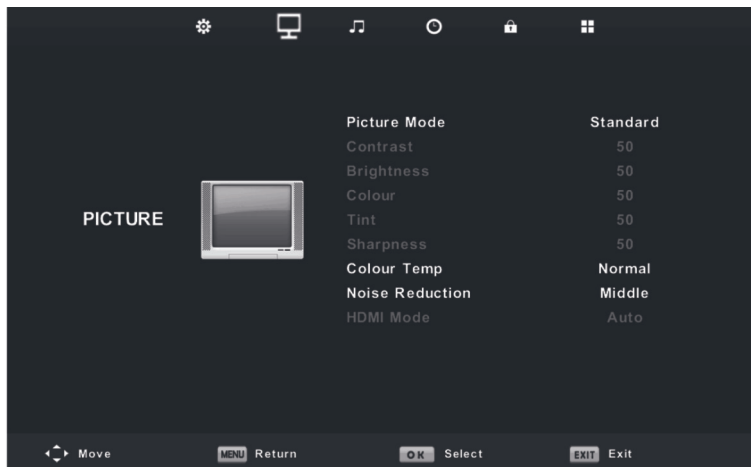 PICTURE
Picture Mode Standard
Contrast 50
Brightness 50
Colour 50
Tint 50
Sharpness 50
Colour Temp Normal
Noise Reduction Middle
HDMI Mode Auto
Move MENU Return OK Select EXIT Exit